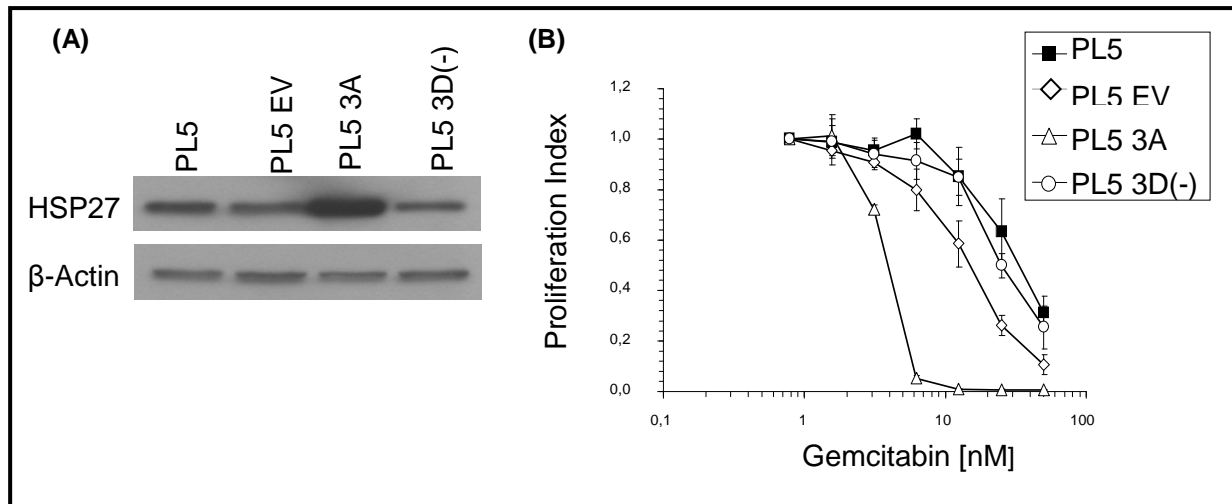 (A)
PL5
PL5 EV
PL5 3A
PL5 3D(-)
HSP27
β-Actin
(B)
PL5
PL5 EV
PL5 3A
PL5 3D(-)
Proliferation Index
1,2
1,0
0,8
0,6
0,4
0,2
0,0
0,1
1
10
100
Gemcitabin [nM]